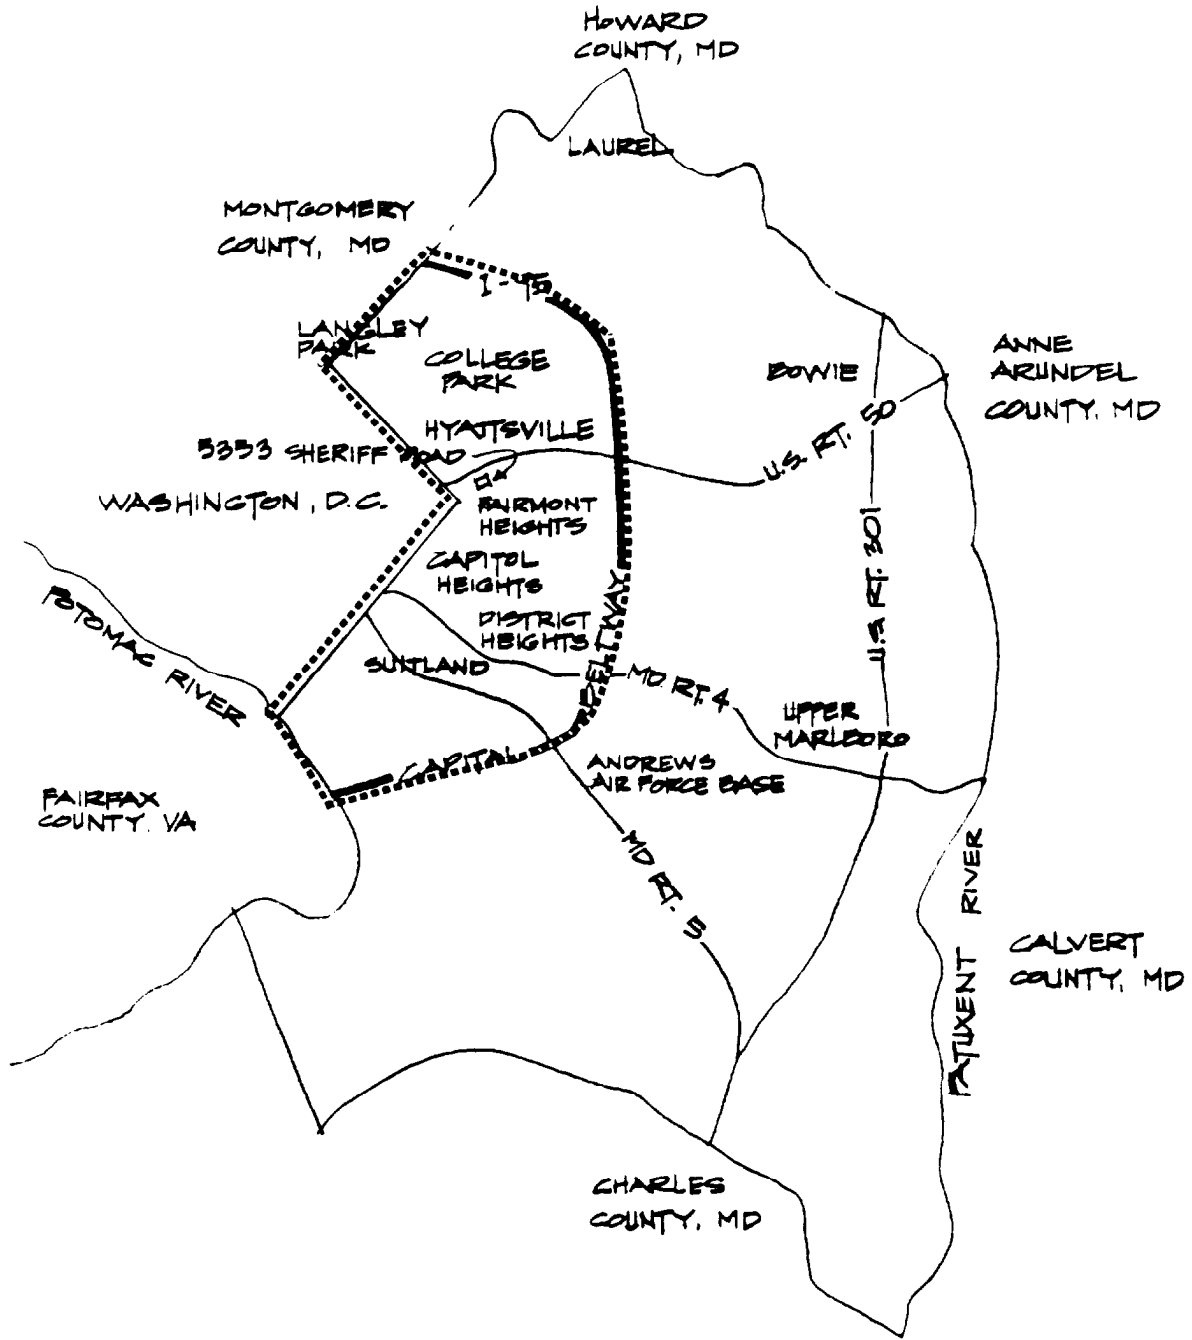 HOWARD
COUNTY, MD
LAUREL
MONTGOMERY
COUNTY, MD
I-95
LANGLEY
PARK
COLLEGE
PARK
BOWIE
ANNE
ARUNDEL
COUNTY, MD
HYATTSVILLE
U.S. RT. 50
5353 SHERIFF ROAD
WASHINGTON, D.C.
FAIRMONT
HEIGHTS
CAPITOL
HEIGHTS
U.S. RT. 301
POTOMAC RIVER
DISTRICT
HEIGHTS
SUITLAND
MD RT. 4
UPPER
MARLBORO
CAPITAL BELTWAY
ANDREWS
AIR FORCE BASE
FAIRFAX
COUNTY, VA
MD RT. 5
PATUXENT RIVER
CALVERT
COUNTY, MD
CHARLES
COUNTY, MD